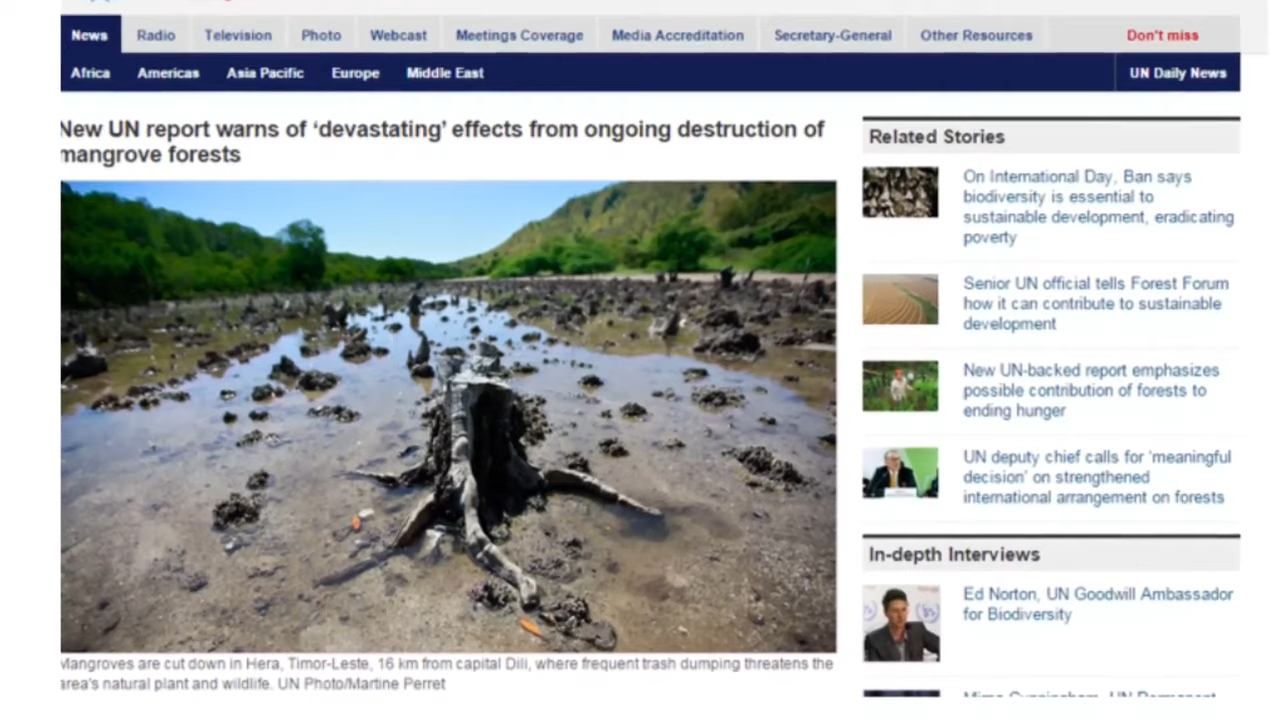 News Radio Television Photo Webcast Meetings Coverage Media Accreditation Secretary-General Other Resources Don't miss
Africa Americas Asia Pacific Europe Middle East UN Daily News
New UN report warns of ‘devastating’ effects from ongoing destruction of
mangrove forests
Mangroves are cut down in Hera, Timor-Leste, 16 km from capital Dili, where frequent trash dumping threatens the
area's natural plant and wildlife. UN Photo/Martine Perret
Related Stories
On International Day, Ban says
biodiversity is essential to
sustainable development, eradicating
poverty
Senior UN official tells Forest Forum
how it can contribute to sustainable
development
New UN-backed report emphasizes
possible contribution of forests to
ending hunger
UN deputy chief calls for ‘meaningful
decision’ on strengthened
international arrangement on forests
In-depth Interviews
Ed Norton, UN Goodwill Ambassador
for Biodiversity